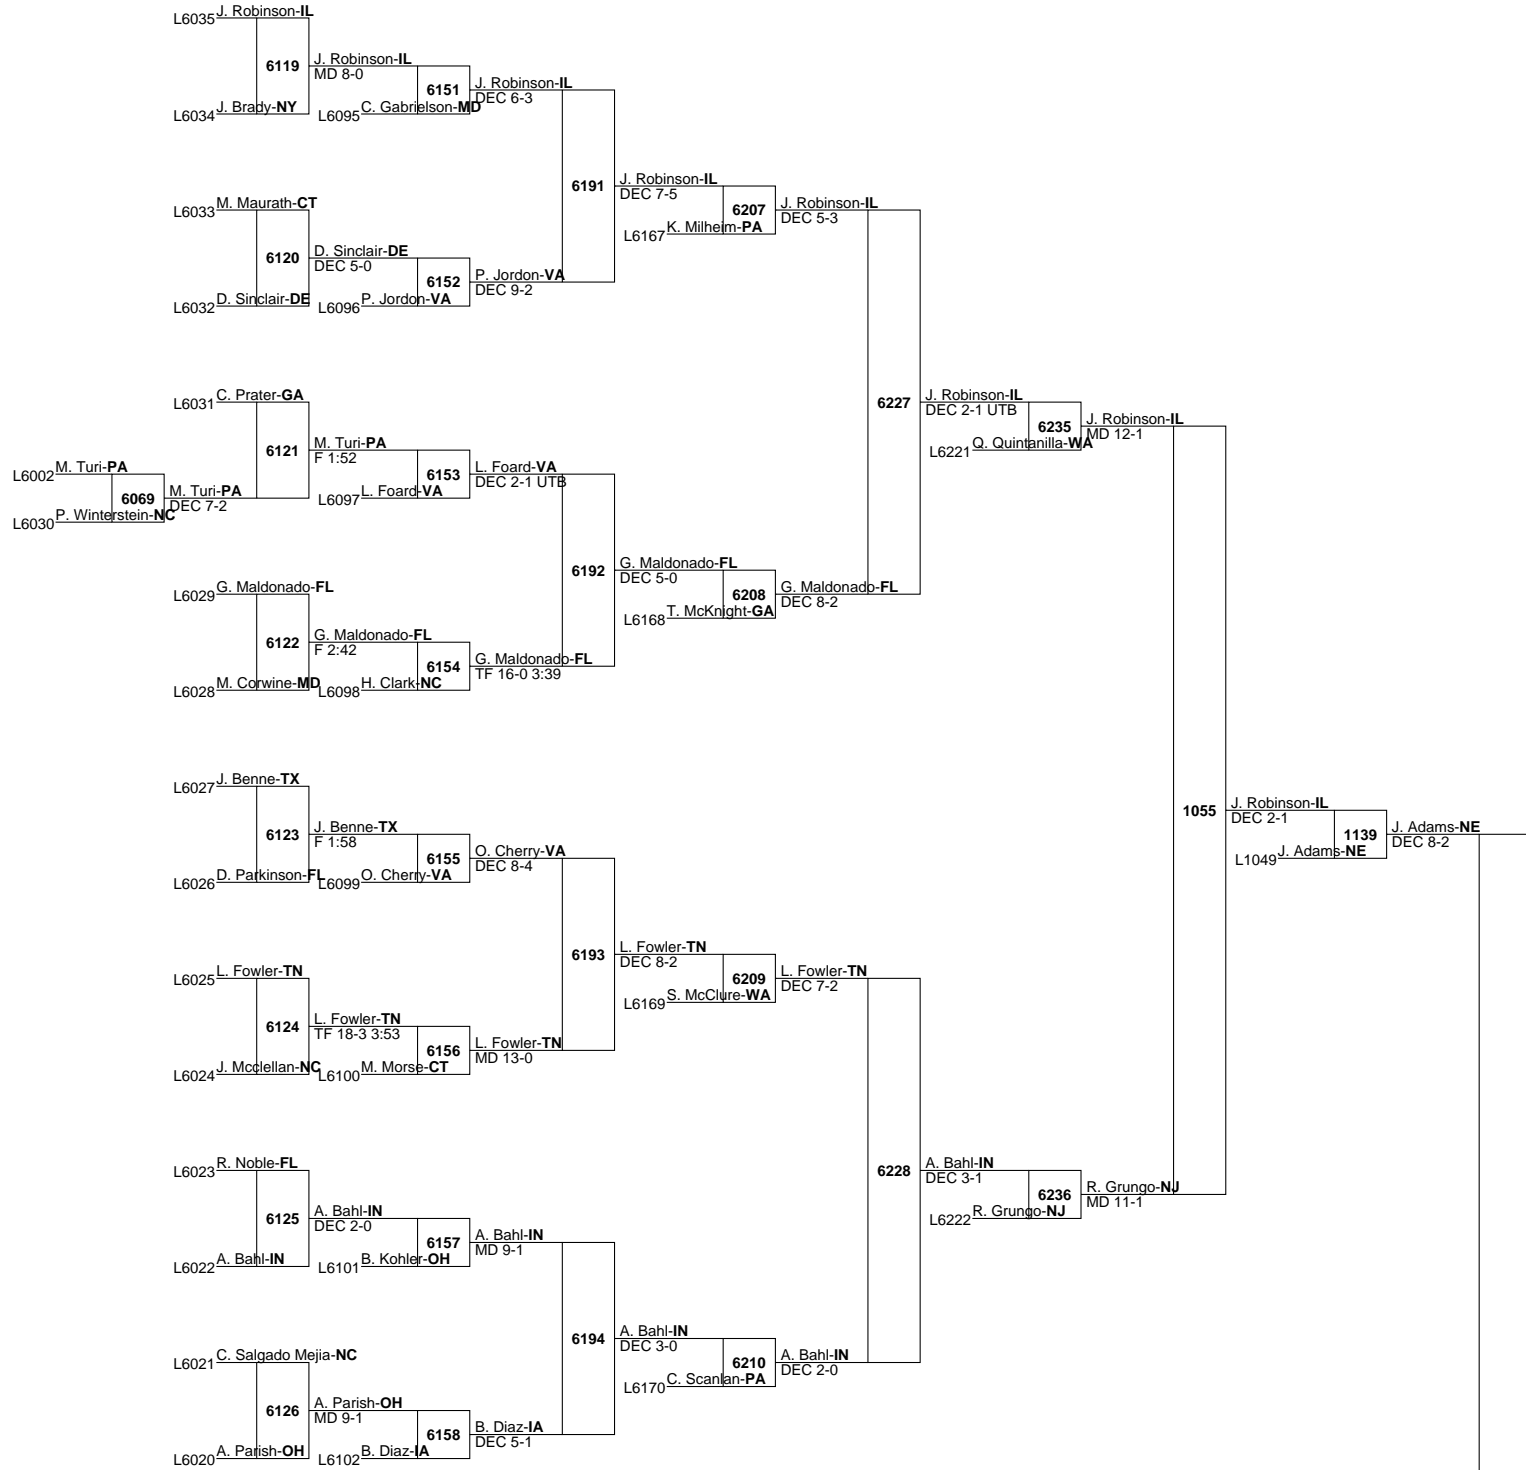 L6035 J. Robinson-IL
6119
J. Robinson-IL
MD 8-0
L6034 J. Brady-NY
L6095 C. Gabrielson-MD
6151
J. Robinson-IL
DEC 6-3
L6033 M. Maurath-CT
6120
D. Sinclair-DE
DEC 5-0
L6032 D. Sinclair-DE
L6096 P. Jordon-VA
6152
P. Jordon-VA
DEC 9-2
6191
J. Robinson-IL
DEC 7-5
L6167 K. Milheim-PA
6207
J. Robinson-IL
DEC 5-3
L6031 C. Prater-GA
6121
M. Turi-PA
F 1:52
L6002 M. Turi-PA
6069
M. Turi-PA
DEC 7-2
L6030 P. Winterstein-NC
L6097 L. Foard-VA
6153
L. Foard-VA
DEC 2-1 UTB
L6029 G. Maldonado-FL
6122
G. Maldonado-FL
F 2:42
L6028 M. Corwine-MD
L6098 H. Clark-NC
6154
G. Maldonado-FL
TF 16-0 3:39
6192
G. Maldonado-FL
DEC 5-0
L6168 T. McKnight-GA
6208
G. Maldonado-FL
DEC 8-2
6227
J. Robinson-IL
DEC 2-1 UTB
L6221 Q. Quintanilla-WA
6235
J. Robinson-IL
MD 12-1
L6027 J. Benne-TX
6123
J. Benne-TX
F 1:58
L6026 D. Parkinson-FL
L6099 O. Cherry-VA
6155
O. Cherry-VA
DEC 8-4
L6025 L. Fowler-TN
6124
L. Fowler-TN
TF 18-3 3:53
L6024 J. Mcclellan-NC
L6100 M. Morse-CT
6156
L. Fowler-TN
MD 13-0
6193
L. Fowler-TN
DEC 8-2
L6169 S. McClure-WA
6209
L. Fowler-TN
DEC 7-2
L6023 R. Noble-FL
6125
A. Bahl-IN
DEC 2-0
L6022 A. Bahl-IN
L6101 B. Kohler-OH
6157
A. Bahl-IN
MD 9-1
L6021 C. Salgado Mejia-NC
6126
A. Parish-OH
MD 9-1
L6020 A. Parish-OH
L6102 B. Diaz-IA
6158
B. Diaz-IA
DEC 5-1
6194
A. Bahl-IN
DEC 3-0
L6170 C. Scanlan-PA
6210
A. Bahl-IN
DEC 2-0
6228
A. Bahl-IN
DEC 3-1
L6222 R. Grungo-NJ
6236
R. Grungo-NJ
MD 11-1
1055
J. Robinson-IL
DEC 2-1
L1049 J. Adams-NE
1139
J. Adams-NE
DEC 8-2